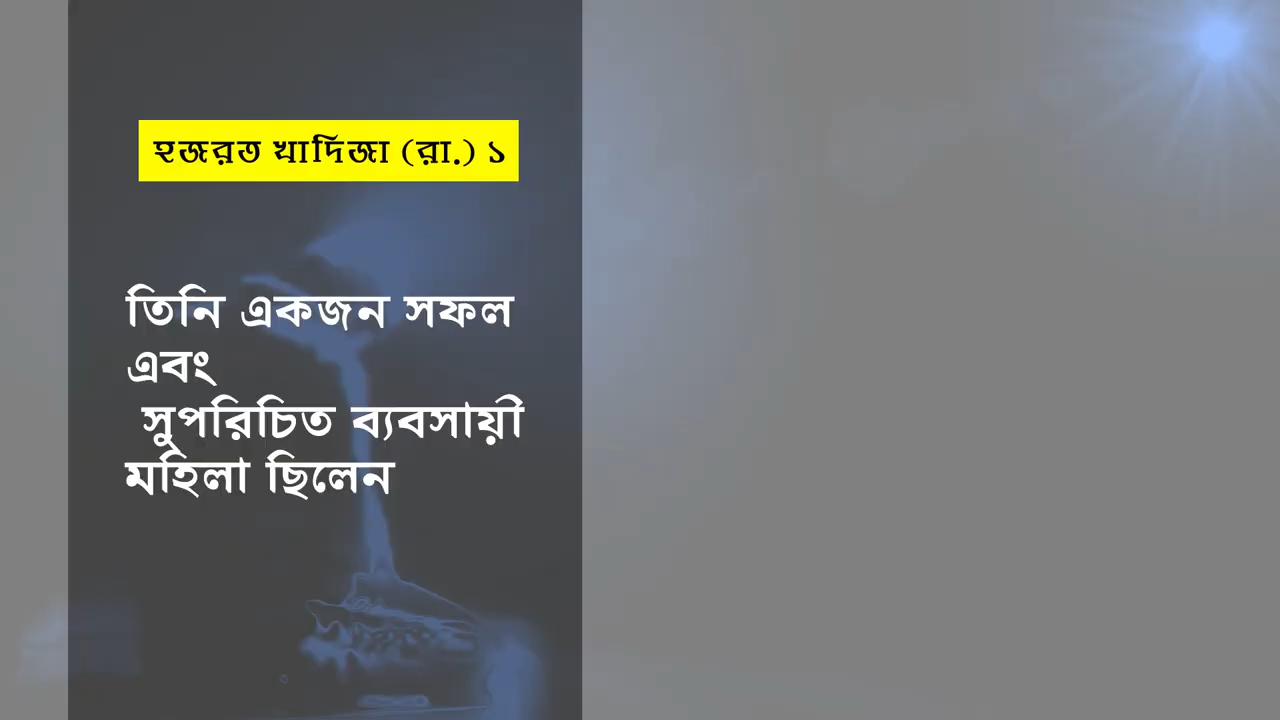 হজরত খাদিজা (রা.) ১
তিনি একজন সফল
এবং
সুপরিচিত ব্যবসায়ী
মহিলা ছিলেন